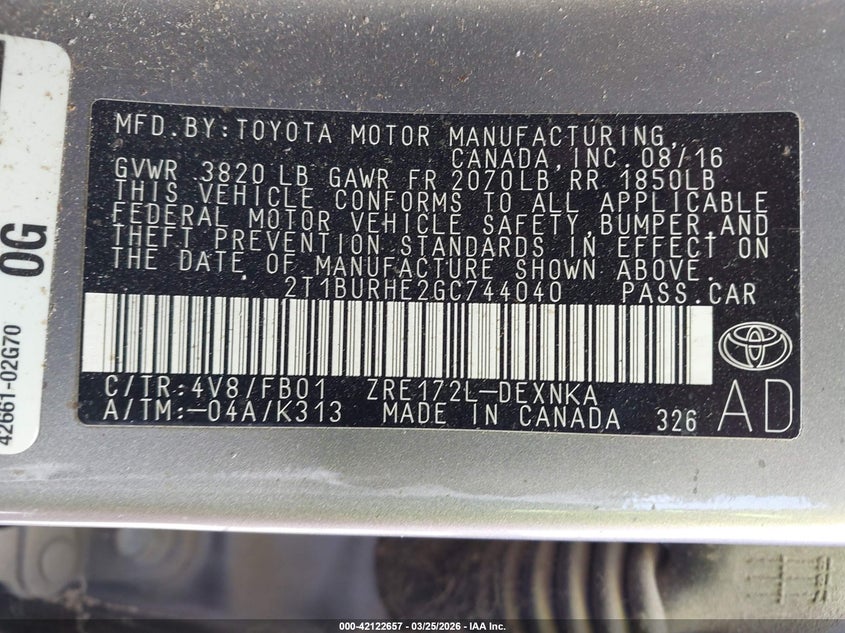 MFD.BY:TOYOTA MOTOR MANUFACTURING,
CANADA,INC.08/16
GVWR 3820 LB GAWR FR 2070LB RR 1850LB
THIS VEHICLE CONFORMS TO ALL APPLICABLE
FEDERAL MOTOR VEHICLE SAFETY,BUMPER,AND
THEFT PREVENTION STANDARDS IN EFFECT ON
THE DATE OF MANUFACTURE SHOWN ABOVE.
2T1BURHE2GC744040 PASS.CAR
C/TR:4V8/FB01 ZRE172L-DEXNKA
A/TM:-04A/K313 MADE IN CANADA 326
AD
0G
42661-02G70
000-42122657 - 03/25/2026 - IAA Inc.